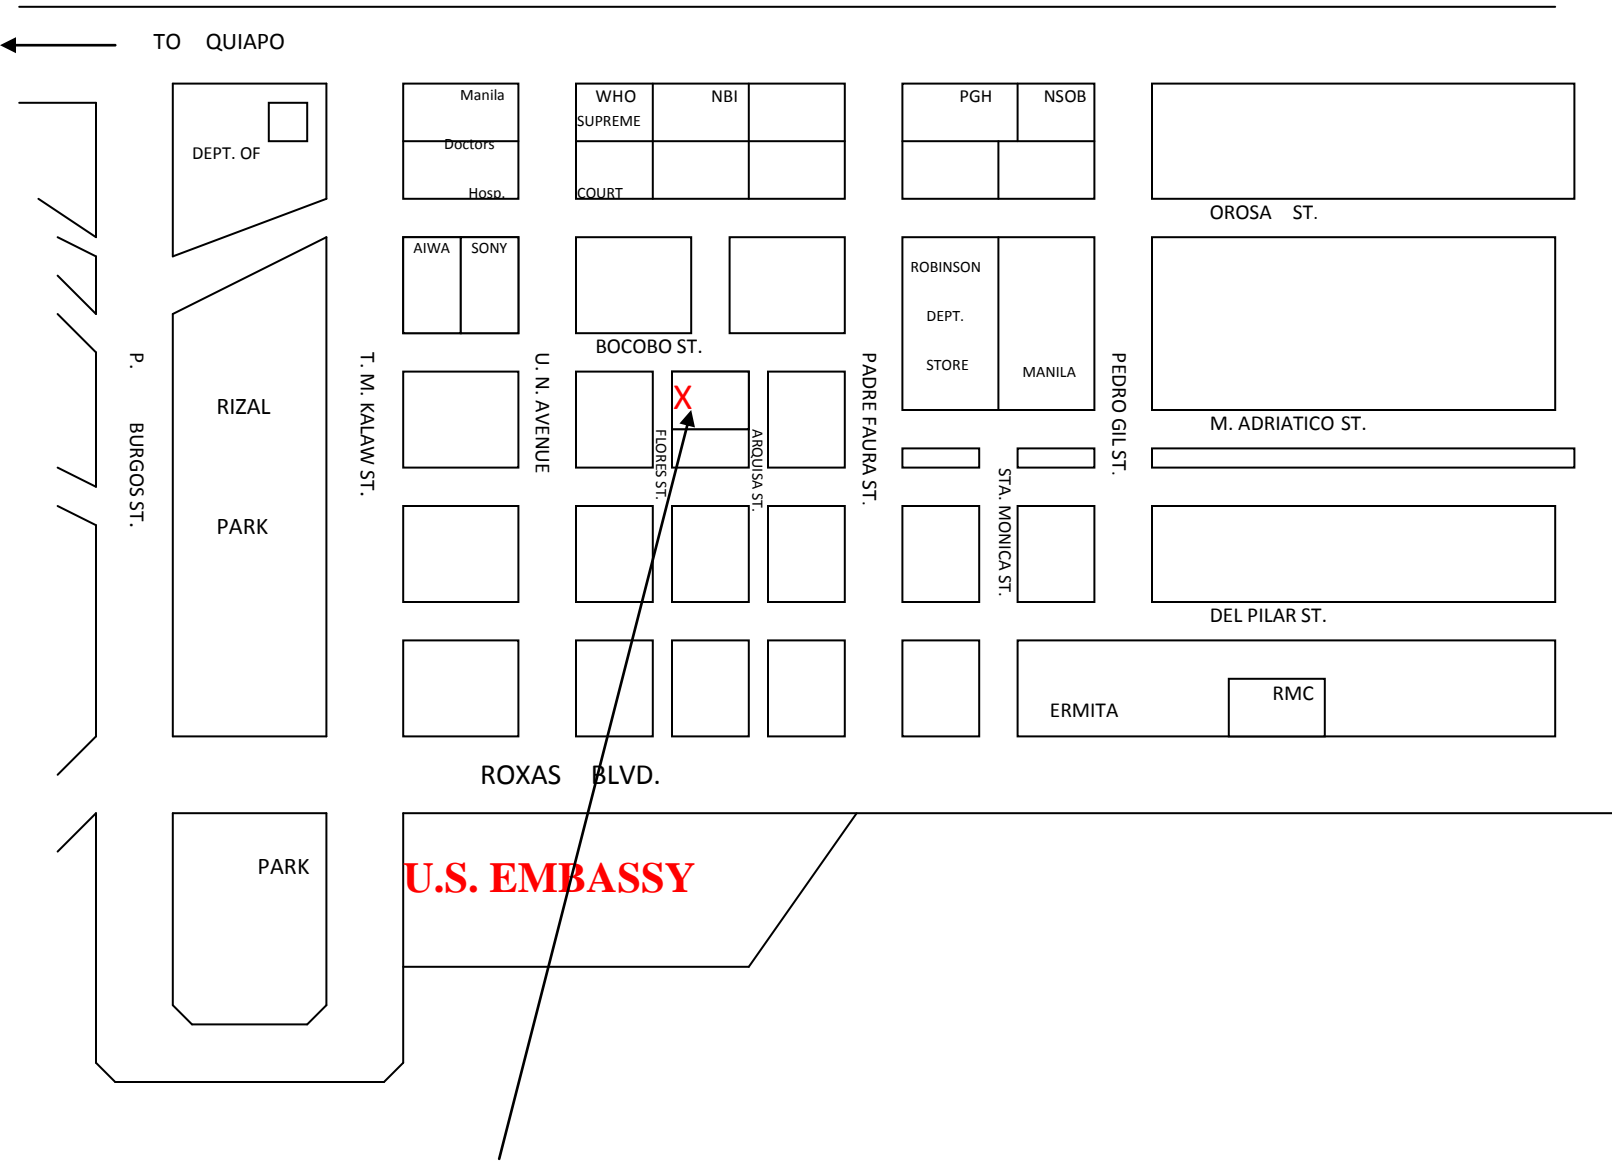 TO QUIAPO
Manila
Doctors
Hosp.
WHO
SUPREME
COURT
NBI
PGH
NSOB
DEPT. OF
OROSA ST.
AIWA
SONY
ROBINSON
DEPT.
STORE
MANILA
BOCOBO ST.
P. BURGOS ST.
RIZAL
PARK
T. M. KALAW ST.
U. N. AVENUE
X
FLORES ST.
ARQUISA ST.
PADRE FAURA ST.
PEDRO GIL ST.
M. ADRIATICO ST.
STA. MONICA ST.
DEL PILAR ST.
ERMITA
RMC
ROXAS BLVD.
PARK
U.S. EMBASSY